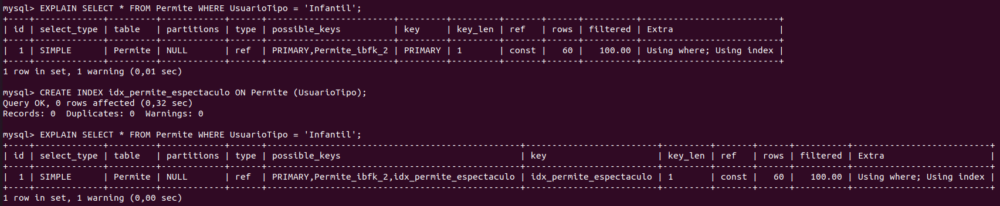 mysql> EXPLAIN SELECT * FROM Permite WHERE UsuarioTipo = 'Infantil';
+----+-------------+---------+------------+------+------------------------+---------+---------+-------+------+----------+--------------------------+
| id | select_type | table   | partitions | type | possible_keys          | key     | key_len | ref   | rows | filtered | Extra                    |
+----+-------------+---------+------------+------+------------------------+---------+---------+-------+------+----------+--------------------------+
|  1 | SIMPLE      | Permite | NULL       | ref  | PRIMARY,Permite_ibfk_2 | PRIMARY | 1       | const |   60 |   100.00 | Using where; Using index |
+----+-------------+---------+------------+------+------------------------+---------+---------+-------+------+----------+--------------------------+
1 row in set, 1 warning (0,01 sec)

mysql> CREATE INDEX idx_permite_espectaculo ON Permite (UsuarioTipo);
Query OK, 0 rows affected (0,32 sec)
Records: 0  Duplicates: 0  Warnings: 0

mysql> EXPLAIN SELECT * FROM Permite WHERE UsuarioTipo = 'Infantil';
+----+-------------+---------+------------+------+------------------------------------------------+-------------------------+---------+-------+------+----------+--------------------------+
| id | select_type | table   | partitions | type | possible_keys                                  | key                     | key_len | ref   | rows | filtered | Extra                    |
+----+-------------+---------+------------+------+------------------------------------------------+-------------------------+---------+-------+------+----------+--------------------------+
|  1 | SIMPLE      | Permite | NULL       | ref  | PRIMARY,Permite_ibfk_2,idx_permite_espectaculo | idx_permite_espectaculo | 1       | const |   60 |   100.00 | Using where; Using index |
+----+-------------+---------+------------+------+------------------------------------------------+-------------------------+---------+-------+------+----------+--------------------------+
1 row in set, 1 warning (0,00 sec)